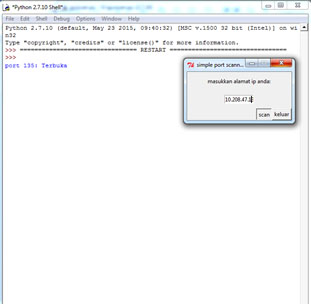 *Python 2.7.10 Shell*
File Edit Shell Debug Options Window Help
Python 2.7.10 (default, May 23 2015, 09:40:32) [MSC v.1500 32 bit (Intel)] on wi
n32
Type "copyright", "credits" or "license()" for more information.
>>> ================================ RESTART ================================
>>>
port 135: Terbuka
simple port scann...
masukkan alamat ip anda:
10.208.47.
scan keluar